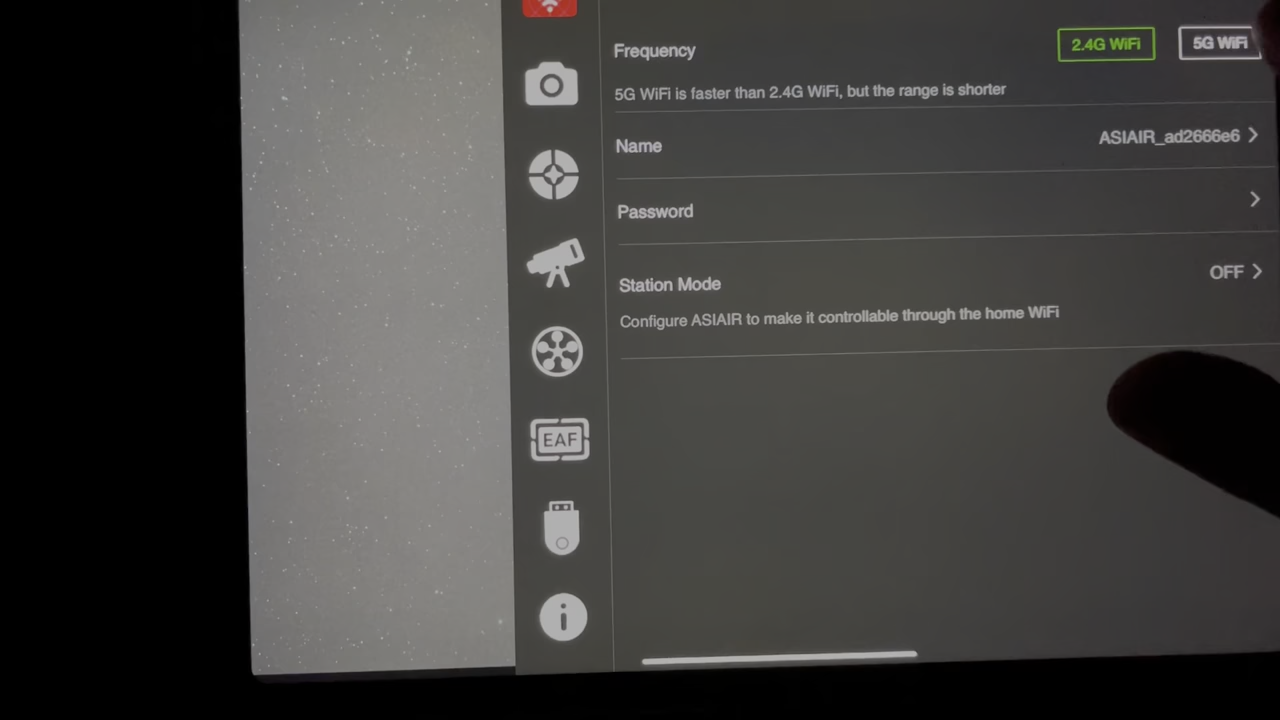 Frequency
2.4G WiFi
5G WiFi
5G WiFi is faster than 2.4G WiFi, but the range is shorter
Name
ASIAIR_ad2666e6
Password
Station Mode
OFF
Configure ASIAIR to make it controllable through the home WiFi
EAF